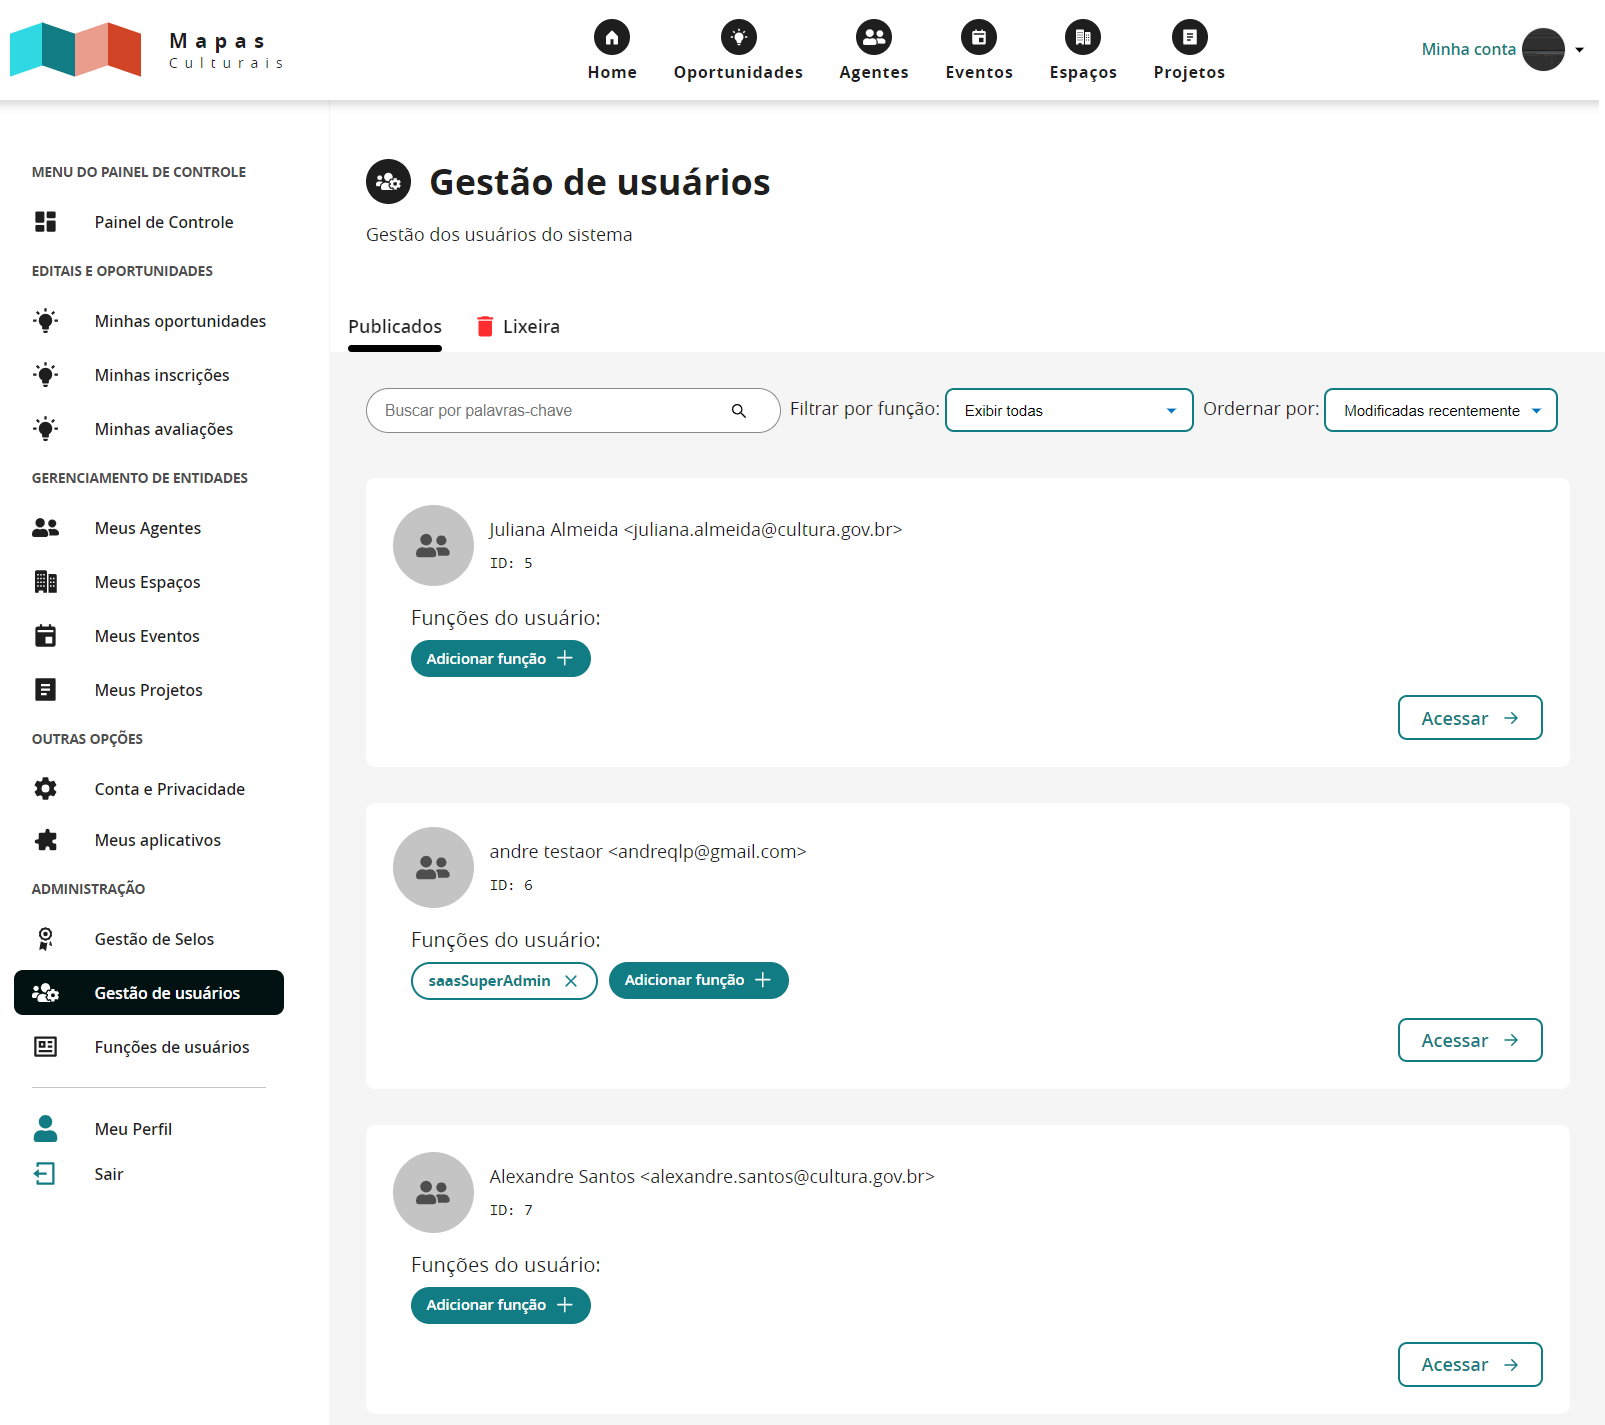 Mapas
Culturais
Home
Oportunidades
Agentes
Eventos
Espaços
Projetos
Minha conta
MENU DO PAINEL DE CONTROLE
Painel de Controle
EDITAIS E OPORTUNIDADES
Minhas oportunidades
Minhas inscrições
Minhas avaliações
GERENCIAMENTO DE ENTIDADES
Meus Agentes
Meus Espaços
Meus Eventos
Meus Projetos
OUTRAS OPÇÕES
Conta e Privacidade
Meus aplicativos
ADMINISTRAÇÃO
Gestão de Selos
Gestão de usuários
Funções de usuários
Meu Perfil
Sair
Gestão de usuários
Gestão dos usuários do sistema
Publicados
Lixeira
Buscar por palavras-chave
Filtrar por função:
Exibir todas
Ordernar por:
Modificadas recentemente
Juliana Almeida <juliana.almeida@cultura.gov.br>
ID: 5
Funções do usuário:
Adicionar função
Acessar
andre testaor <andreqlp@gmail.com>
ID: 6
Funções do usuário:
saasSuperAdmin
Adicionar função
Acessar
Alexandre Santos <alexandre.santos@cultura.gov.br>
ID: 7
Funções do usuário:
Adicionar função
Acessar